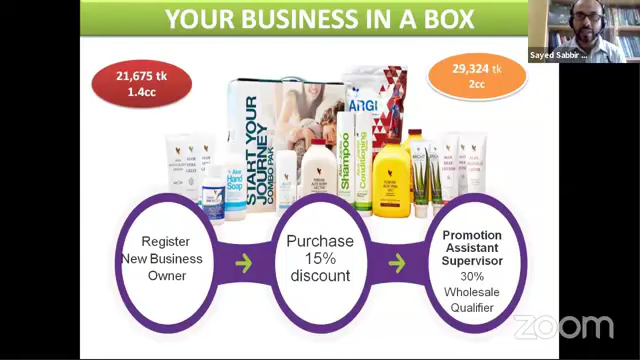 YOUR BUSINESS IN A BOX
Sayed Sabbir ...
21,675 tk
1.4cc
29,324 tk
2cc
START YOUR
JOURNEY
COMBO PAK
ARGI
Aloe
Hand
Soap
Shampoo
Conditioning
Register
New Business
Owner
Purchase
15%
discount
Promotion
Assistant
Supervisor
30%
Wholesale
Qualifier
zoom